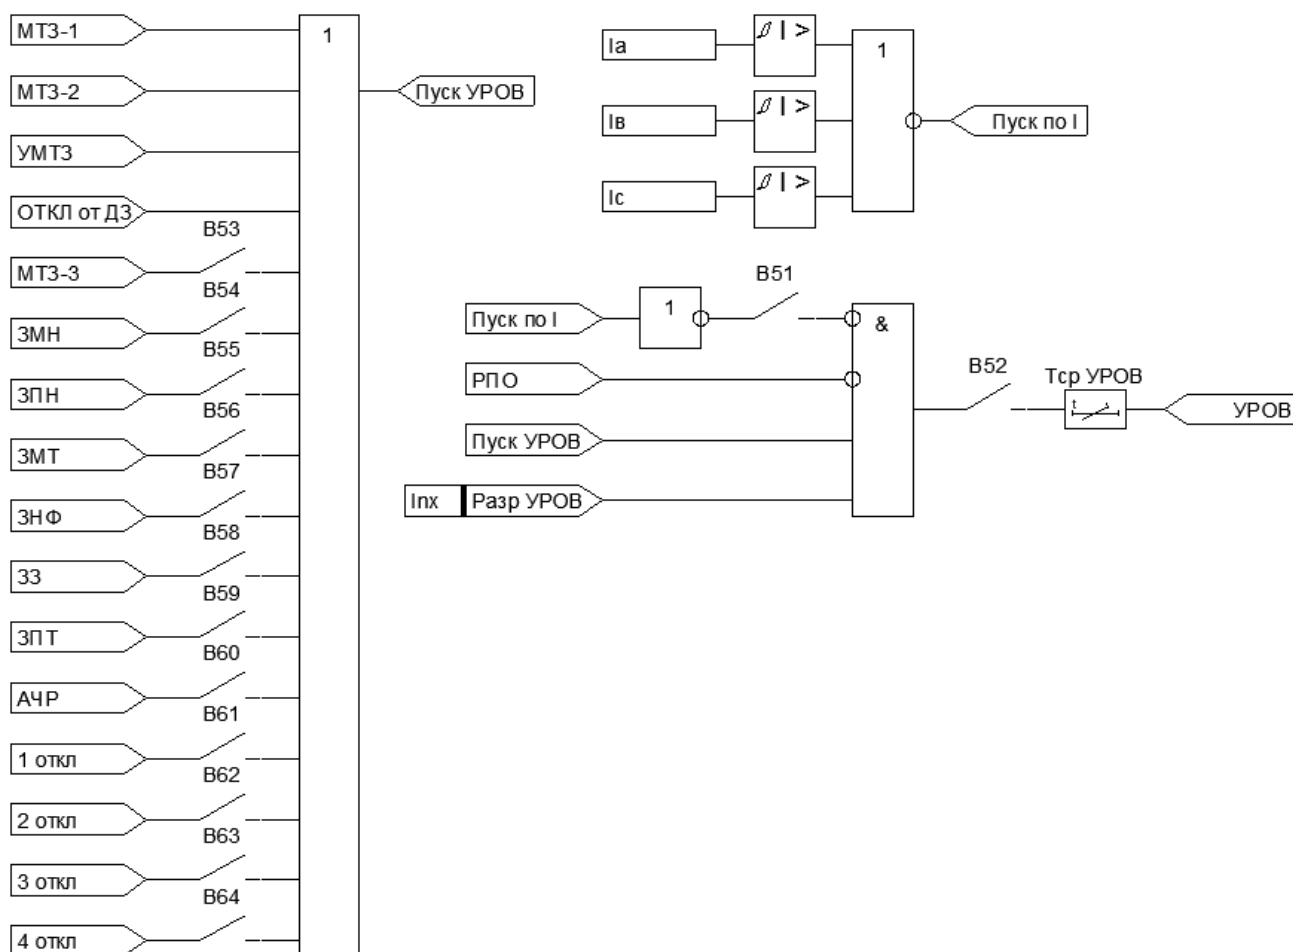 МТЗ-1
1
Пуск УРОВ
МТЗ-2
УМТЗ
ОТКЛ от ДЗ
В53
МТЗ-3
В54
ЗМН
В55
ЗПН
В56
ЗМТ
В57
ЗНФ
В58
ЗЗ
В59
ЗПТ
В60
АЧР
В61
1 откл
В62
2 откл
В63
3 откл
В64
4 откл
Iа
I >
1
Iв
I >
Пуск по I
Iс
I >
Пуск по I
1
В51
&
РПО
Пуск УРОВ
Inx
Разр УРОВ
В52
Тср УРОВ
t
УРОВ